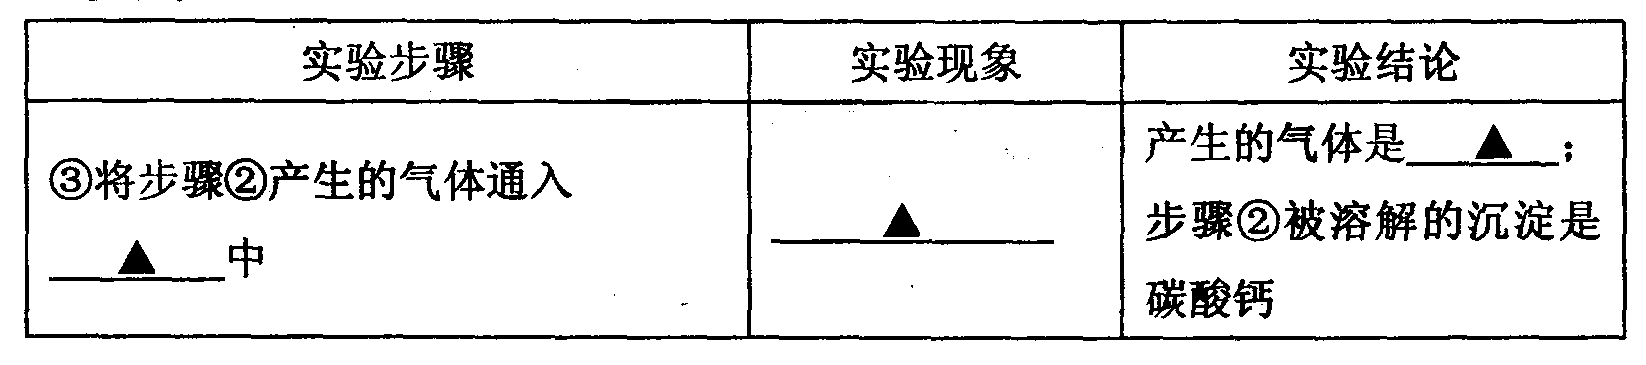 实验步骤 实验现象 实验结论
③将步骤②产生的气体通入
▲中
▲
产生的气体是▲；
步骤②被溶解的沉淀是
碳酸钙